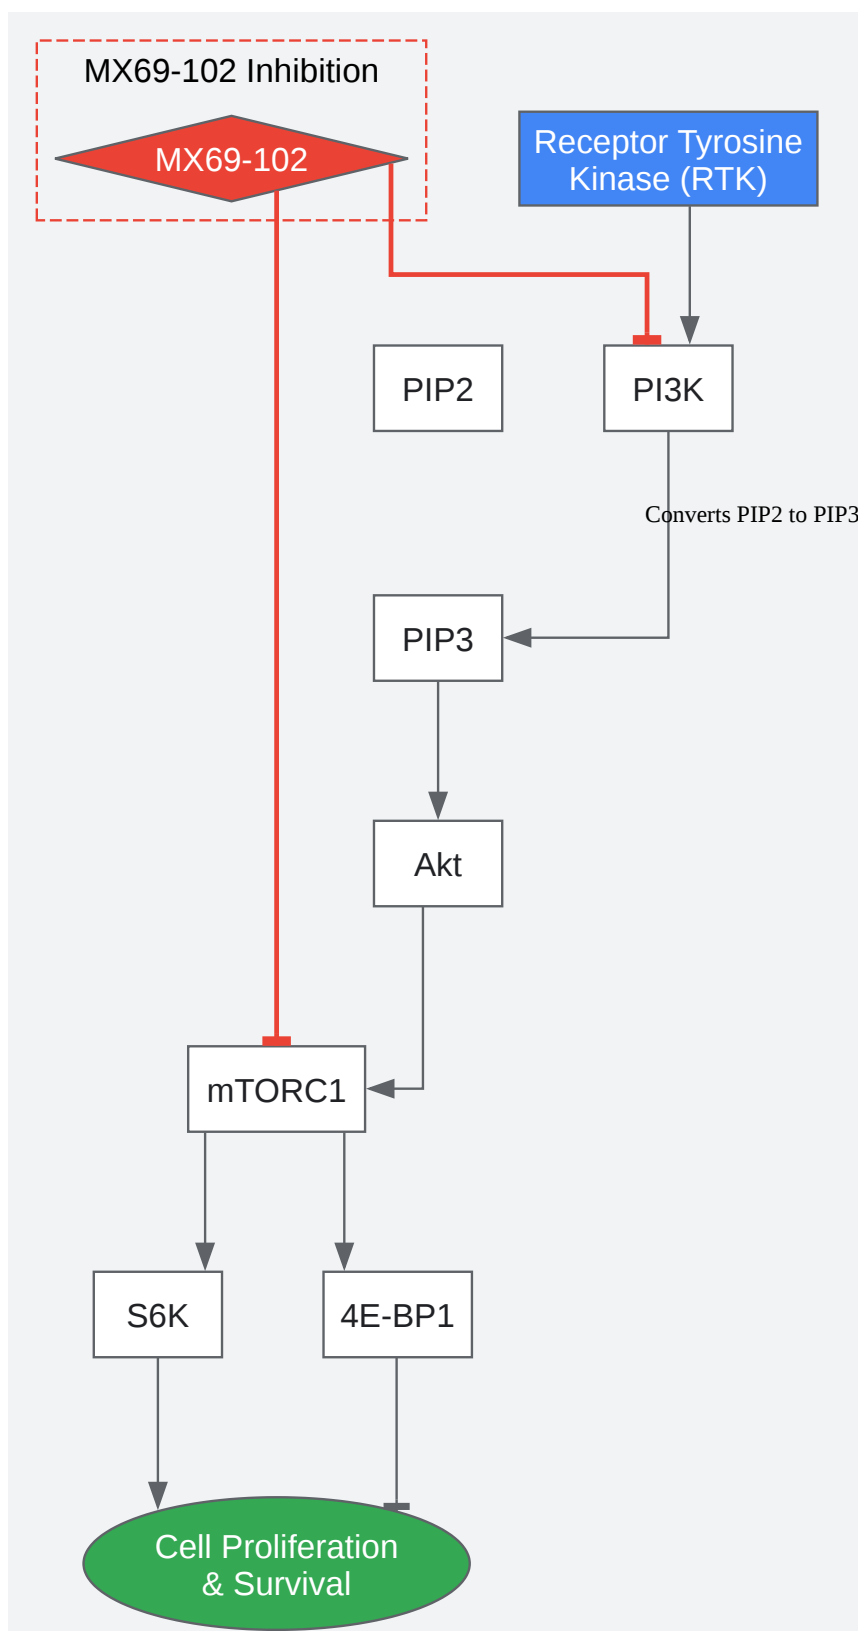 MX69-102 Inhibition
MX69-102
Receptor Tyrosine
Kinase (RTK)
PIP2
PI3K
Converts PIP2 to PIP3
PIP3
Akt
mTORC1
S6K
4E-BP1
Cell Proliferation
& Survival